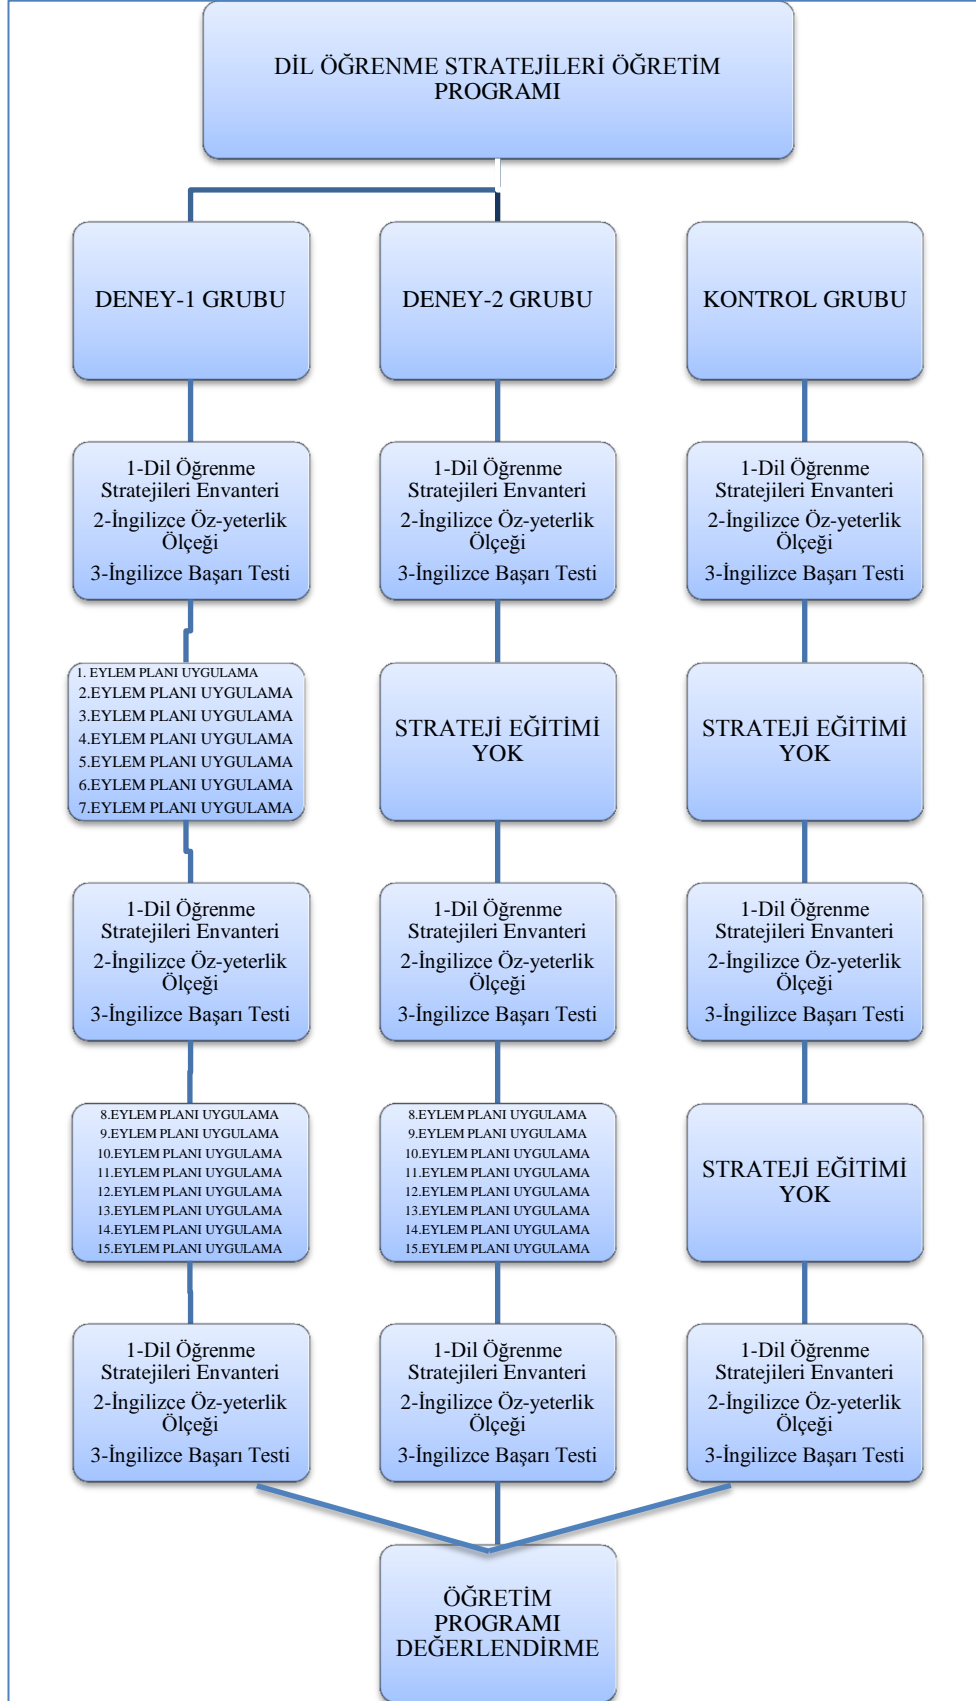 DİL ÖĞRENME STRATEJİLERİ ÖĞRETİM
PROGRAMI
DENEY-1 GRUBU
DENEY-2 GRUBU
KONTROL GRUBU
1-Dil Öğrenme
Stratejileri Envanteri
2-İngilizce Öz-yeterlik
Ölçeği
3-İngilizce Başarı Testi
1-Dil Öğrenme
Stratejileri Envanteri
2-İngilizce Öz-yeterlik
Ölçeği
3-İngilizce Başarı Testi
1-Dil Öğrenme
Stratejileri Envanteri
2-İngilizce Öz-yeterlik
Ölçeği
3-İngilizce Başarı Testi
1. EYLEM PLANI UYGULAMA
2.EYLEM PLANI UYGULAMA
3.EYLEM PLANI UYGULAMA
4.EYLEM PLANI UYGULAMA
5.EYLEM PLANI UYGULAMA
6.EYLEM PLANI UYGULAMA
7.EYLEM PLANI UYGULAMA
STRATEJİ EĞİTİMİ
YOK
STRATEJİ EĞİTİMİ
YOK
1-Dil Öğrenme
Stratejileri Envanteri
2-İngilizce Öz-yeterlik
Ölçeği
3-İngilizce Başarı Testi
1-Dil Öğrenme
Stratejileri Envanteri
2-İngilizce Öz-yeterlik
Ölçeği
3-İngilizce Başarı Testi
1-Dil Öğrenme
Stratejileri Envanteri
2-İngilizce Öz-yeterlik
Ölçeği
3-İngilizce Başarı Testi
8.EYLEM PLANI UYGULAMA
9.EYLEM PLANI UYGULAMA
10.EYLEM PLANI UYGULAMA
11.EYLEM PLANI UYGULAMA
12.EYLEM PLANI UYGULAMA
13.EYLEM PLANI UYGULAMA
14.EYLEM PLANI UYGULAMA
15.EYLEM PLANI UYGULAMA
8.EYLEM PLANI UYGULAMA
9.EYLEM PLANI UYGULAMA
10.EYLEM PLANI UYGULAMA
11.EYLEM PLANI UYGULAMA
12.EYLEM PLANI UYGULAMA
13.EYLEM PLANI UYGULAMA
14.EYLEM PLANI UYGULAMA
15.EYLEM PLANI UYGULAMA
STRATEJİ EĞİTİMİ
YOK
1-Dil Öğrenme
Stratejileri Envanteri
2-İngilizce Öz-yeterlik
Ölçeği
3-İngilizce Başarı Testi
1-Dil Öğrenme
Stratejileri Envanteri
2-İngilizce Öz-yeterlik
Ölçeği
3-İngilizce Başarı Testi
1-Dil Öğrenme
Stratejileri Envanteri
2-İngilizce Öz-yeterlik
Ölçeği
3-İngilizce Başarı Testi
ÖĞRETİM
PROGRAMI
DEĞERLENDİRME